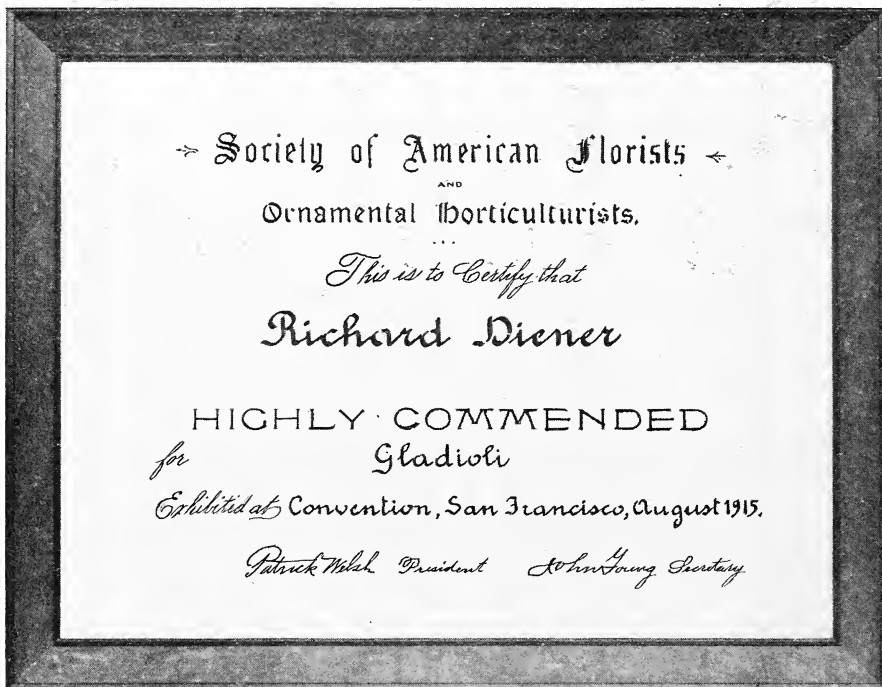 Society of American Florists
AND
Ornamental Horticulturists.
This is to Certify that
Richard Diener
HIGHLY COMMENDED
for Gladioli
Exhibited at Convention, San Francisco, August 1915.
Patrick Welsh President John Young Secretary